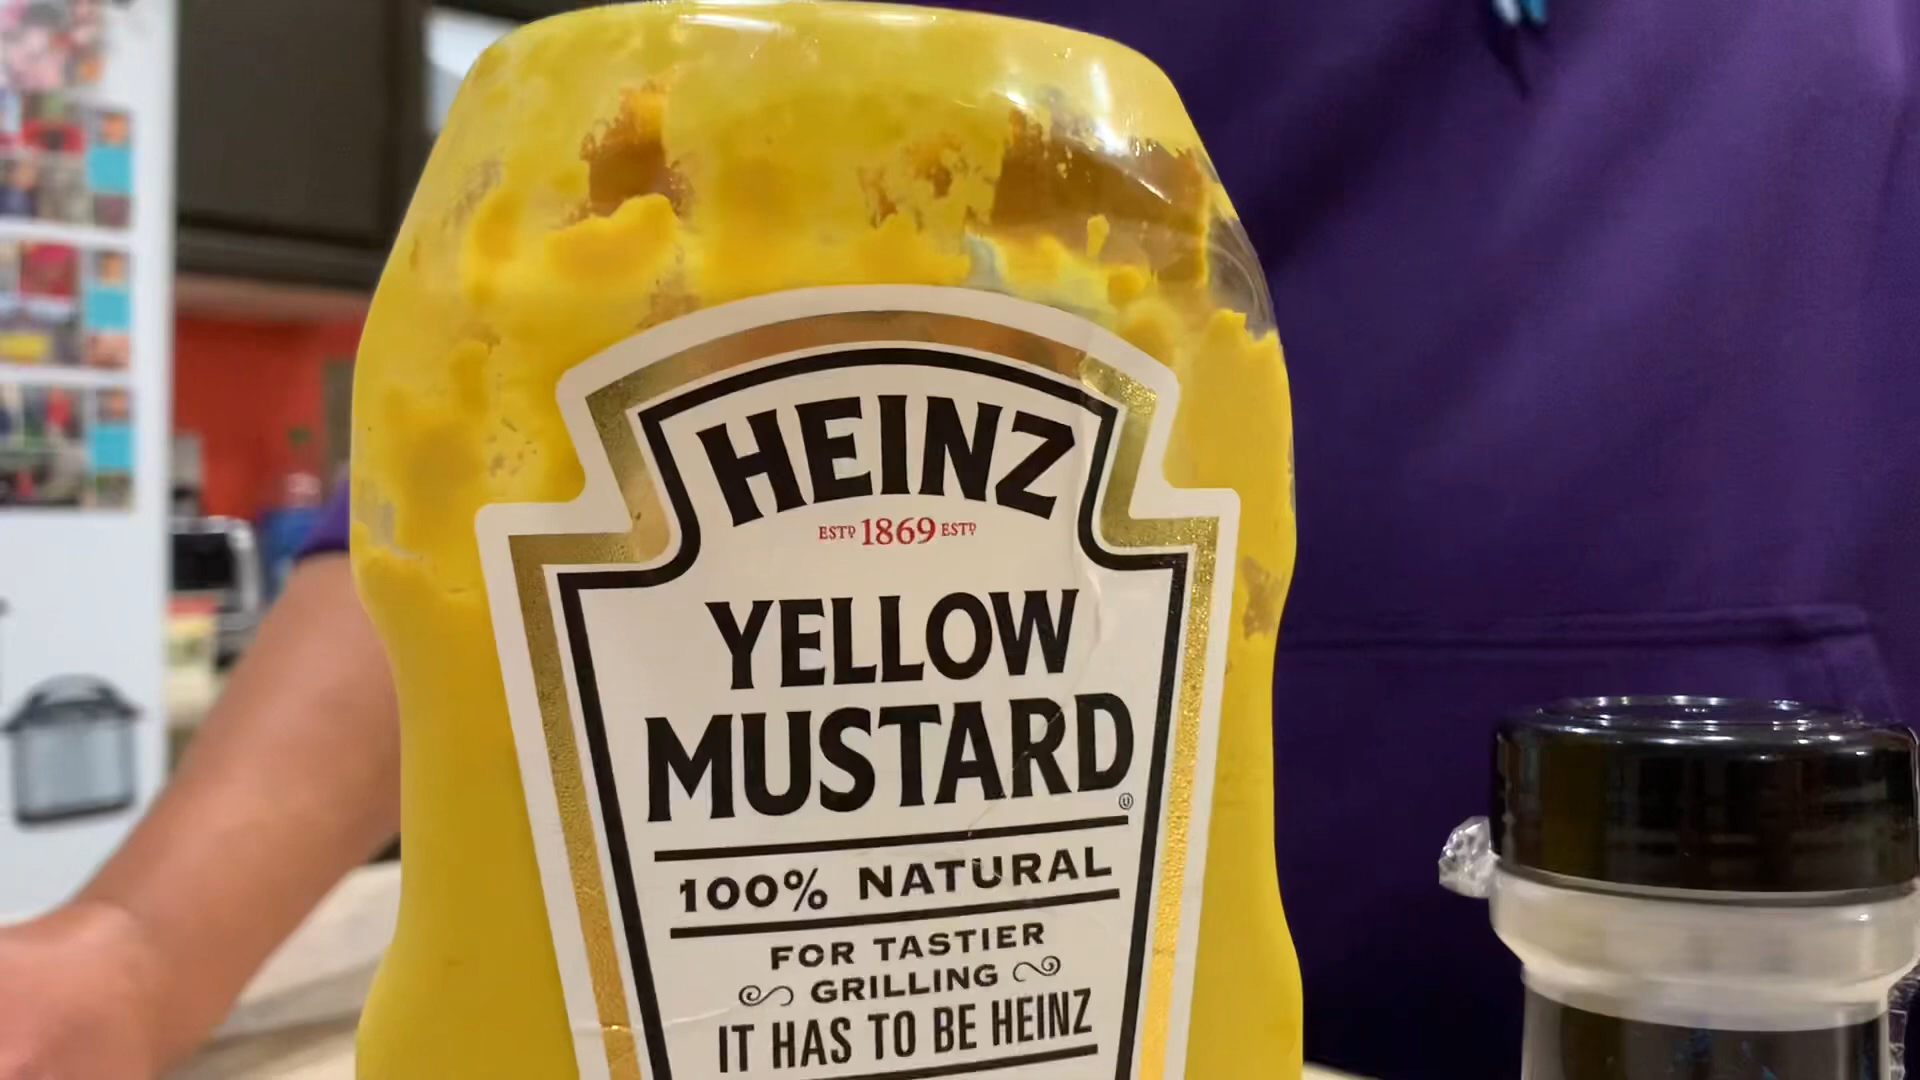 HEINZ
ESTD 1869 ESTD
YELLOW
MUSTARD
100% NATURAL
FOR TASTIER
GRILLING
IT HAS TO BE HEINZ